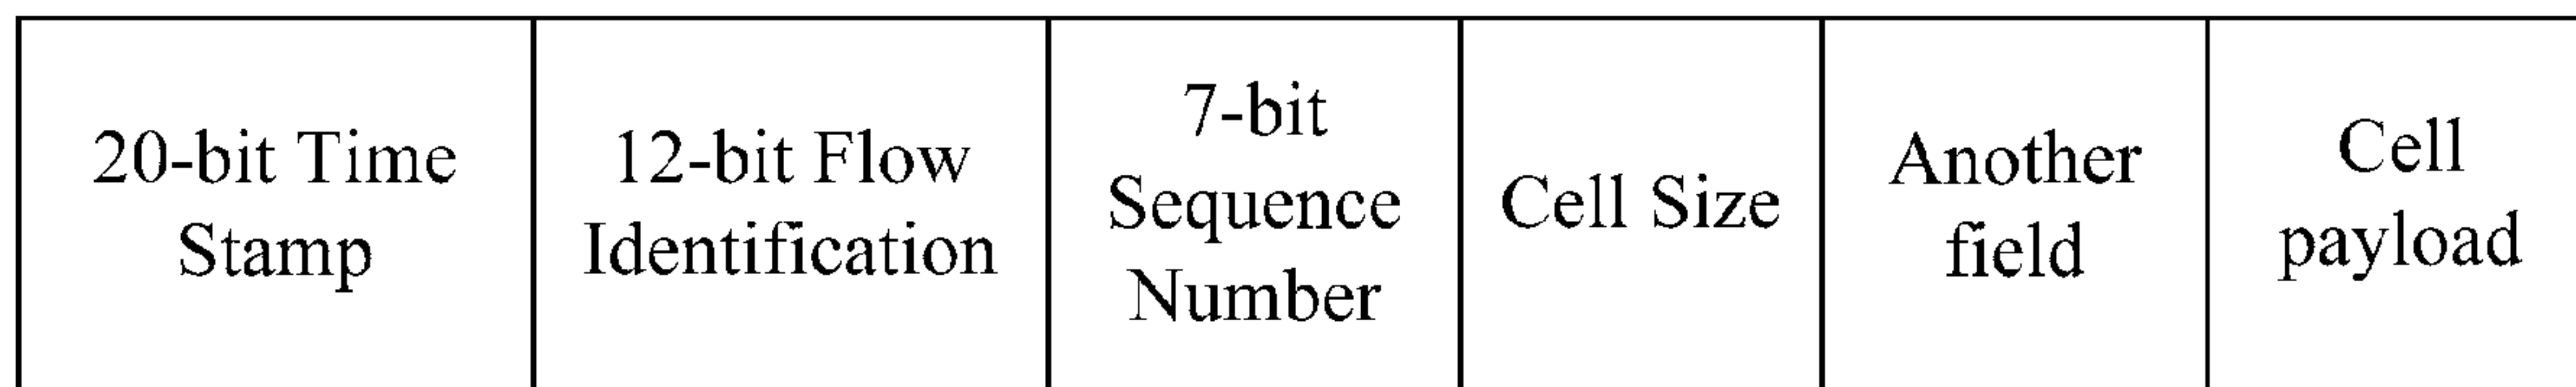 20-bit Time
Stamp
12-bit Flow
Identification
7-bit
Sequence
Number
Cell Size
Another
field
Cell
payload